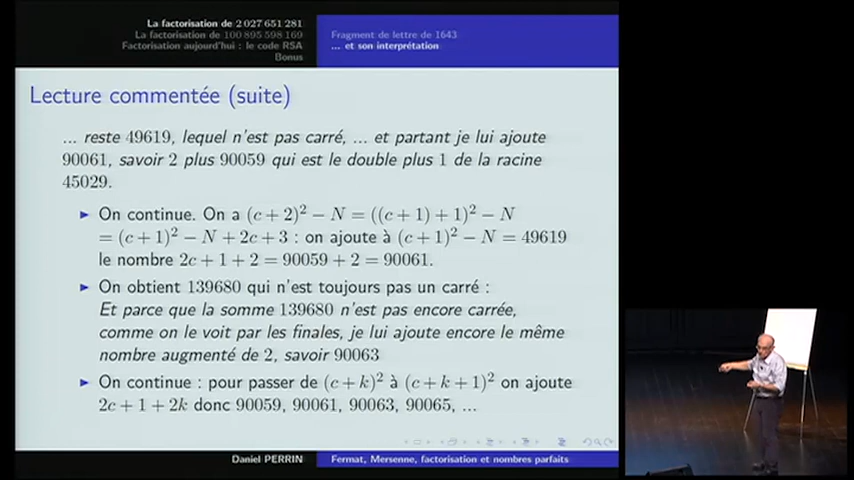 La factorisation de 2 027 651 281
La factorisation de 100 895 598 169
Factorisation aujourd'hui : le code RSA
Bonus
Fragment de lettre de 1643
... et son interprétation
Lecture commentée (suite)
... reste 49619, lequel n'est pas carré, ... et partant je lui ajoute
90061, savoir 2 plus 90059 qui est le double plus 1 de la racine
45029.
► On continue. On a (c + 2)² − N = ((c + 1) + 1)² − N
= (c + 1)² − N + 2c + 3 : on ajoute à (c + 1)² − N = 49619
le nombre 2c + 1 + 2 = 90059 + 2 = 90061.
► On obtient 139680 qui n'est toujours pas un carré :
Et parce que la somme 139680 n'est pas encore carrée,
comme on le voit par les finales, je lui ajoute encore le même
nombre augmenté de 2, savoir 90063
► On continue : pour passer de (c + k)² à (c + k + 1)² on ajoute
2c + 1 + 2k donc 90059, 90061, 90063, 90065, ...
Daniel PERRIN
Fermat, Mersenne, factorisation et nombres parfaits